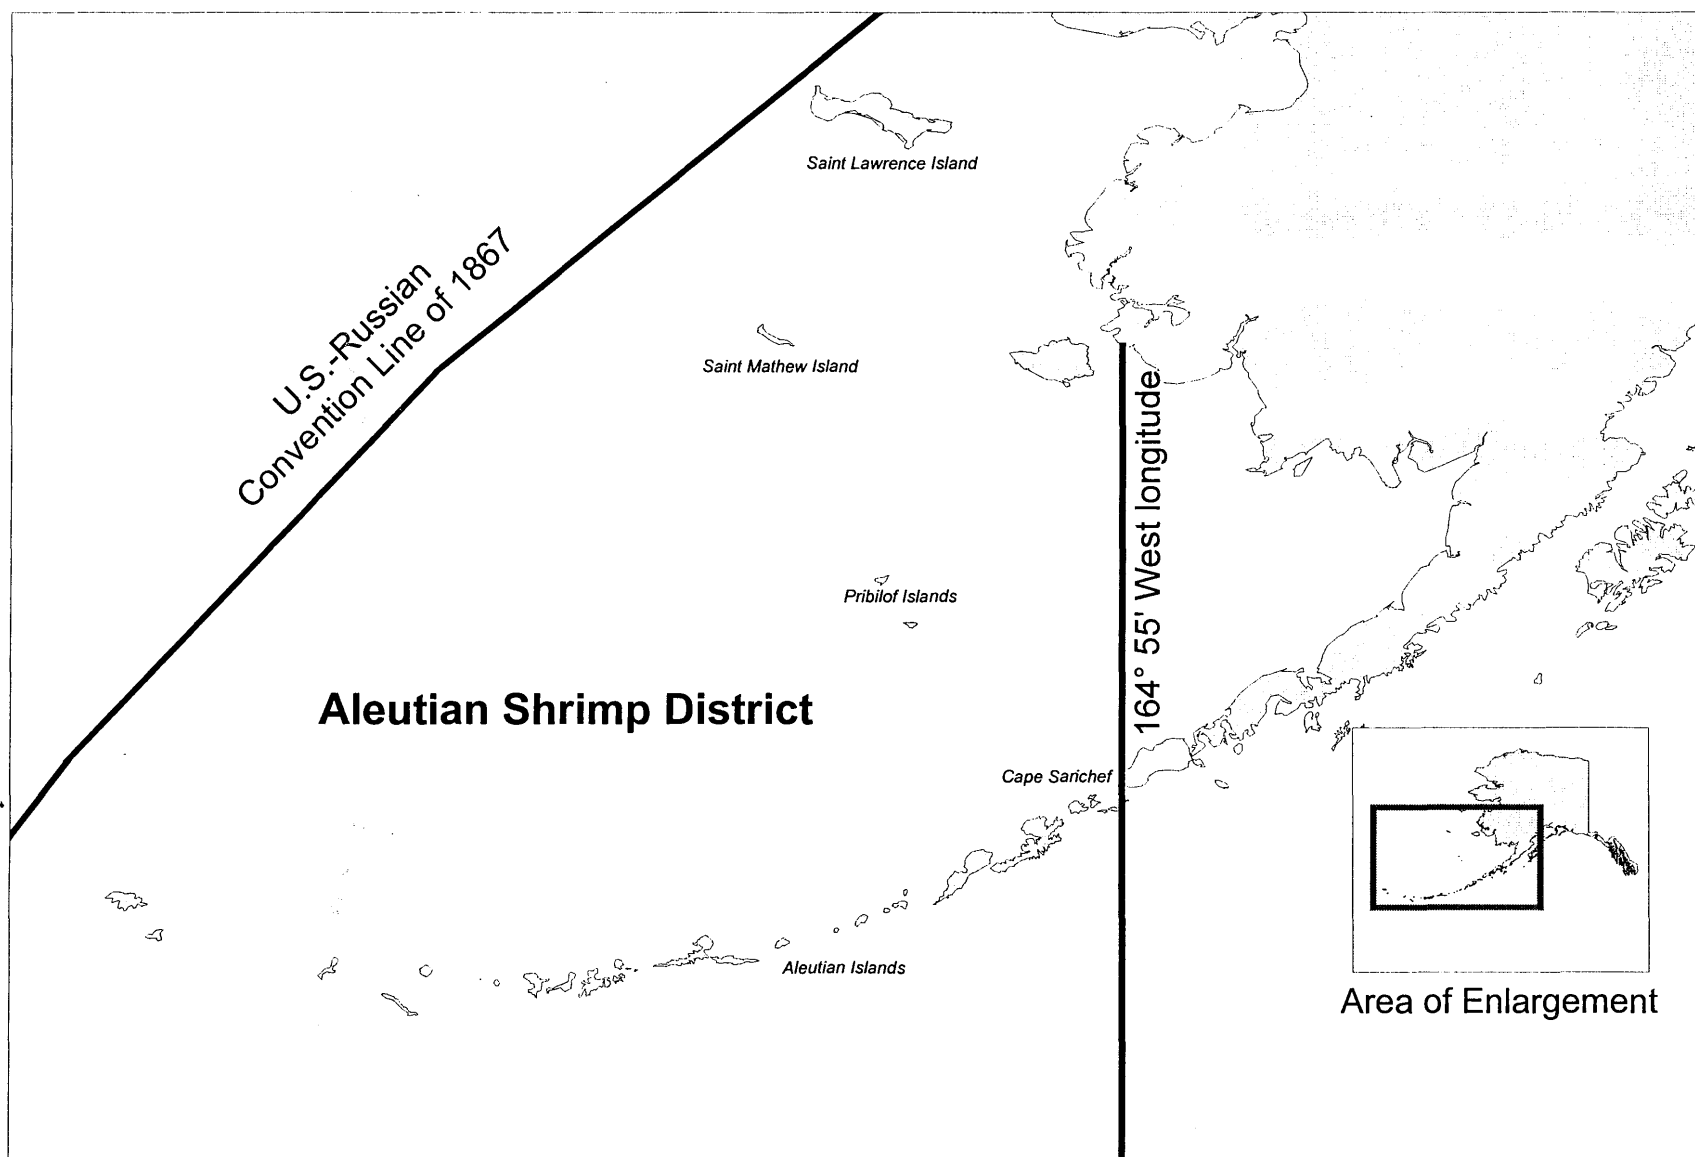 Saint Lawrence Island
U.S.-Russian
Convention Line of 1867
Saint Mathew Island
164° 55' West longitude
Pribilof Islands
Aleutian Shrimp District
Cape Sarichef
Aleutian Islands
Area of Enlargement